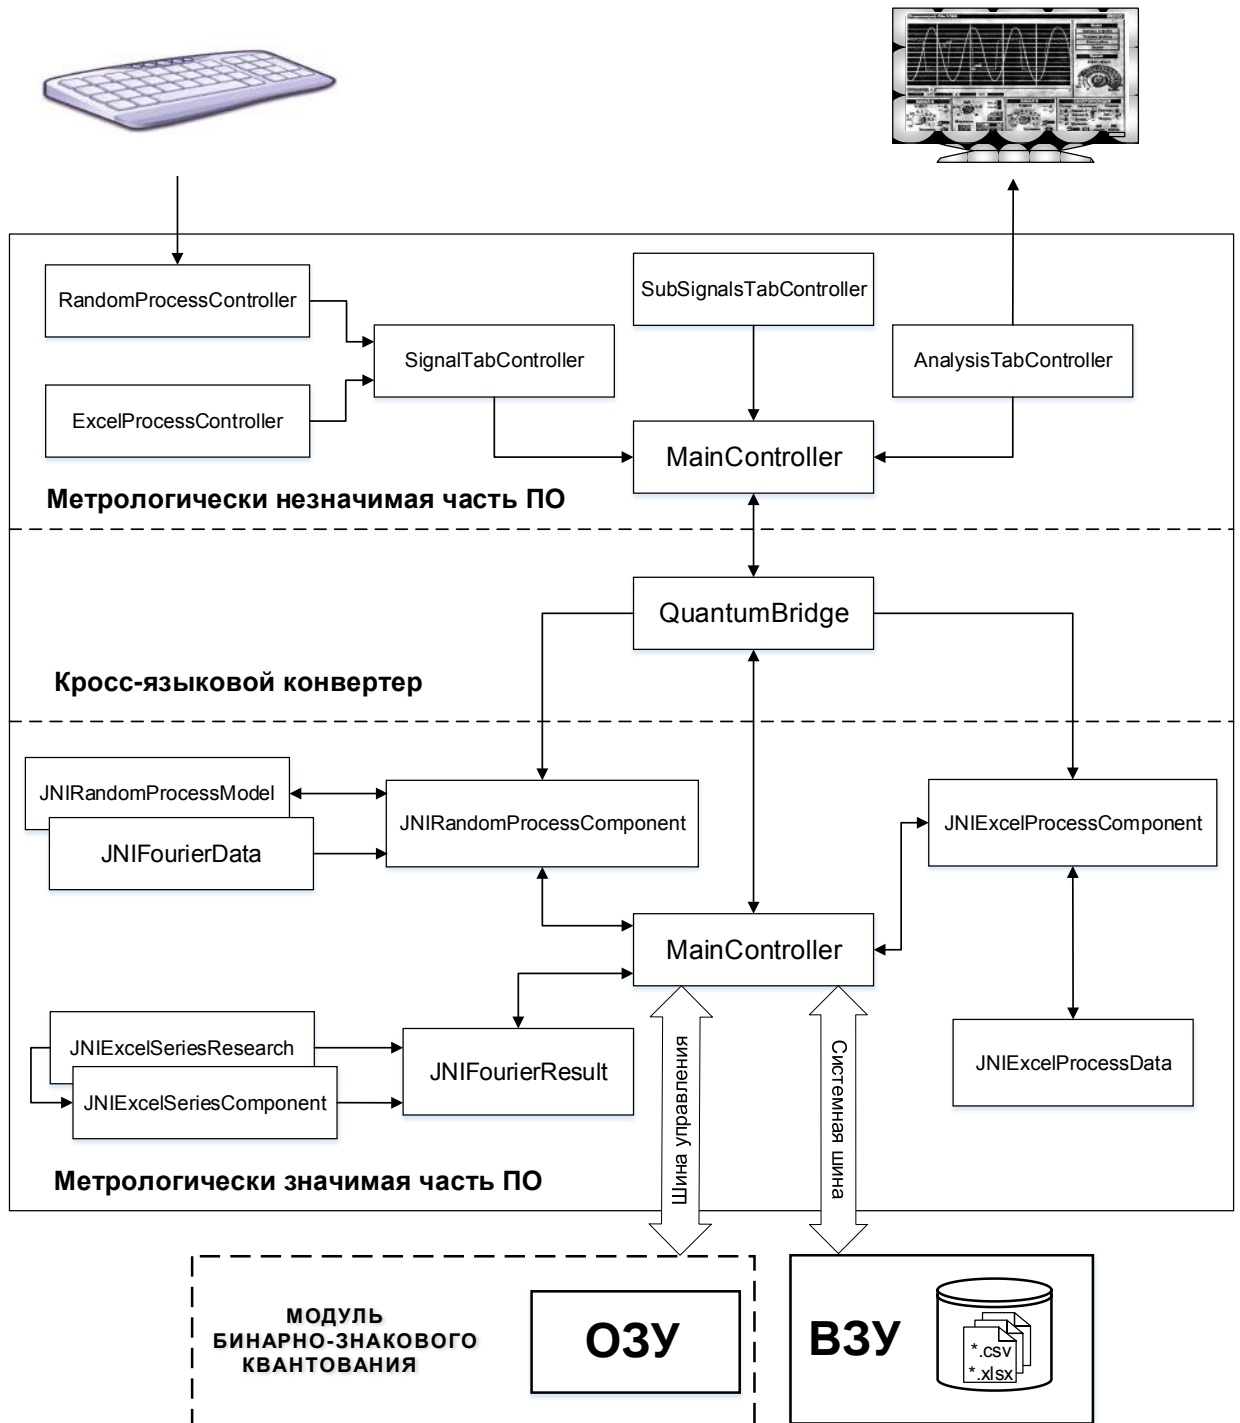 RandomProcessController
SubSignalsTabController
SignalTabController
AnalysisTabController
ExcelProcessController
MainController
Метрологически незначимая часть ПО
QuantumBridge
Кросс-языковой конвертер
JNIRandomProcessModel
JNIRandomProcessComponent
JNIExcelProcessComponent
JNIFourierData
MainController
JNIExcelSeriesResearch
JNIFourierResult
JNIExcelProcessData
JNIExcelSeriesComponent
Шина управления
Системная шина
Метрологически значимая часть ПО
МОДУЛЬ
БИНАРНО-ЗНАКОВОГО
КВАНТОВАНИЯ
ОЗУ
ВЗУ
*.csv
*.xlsx